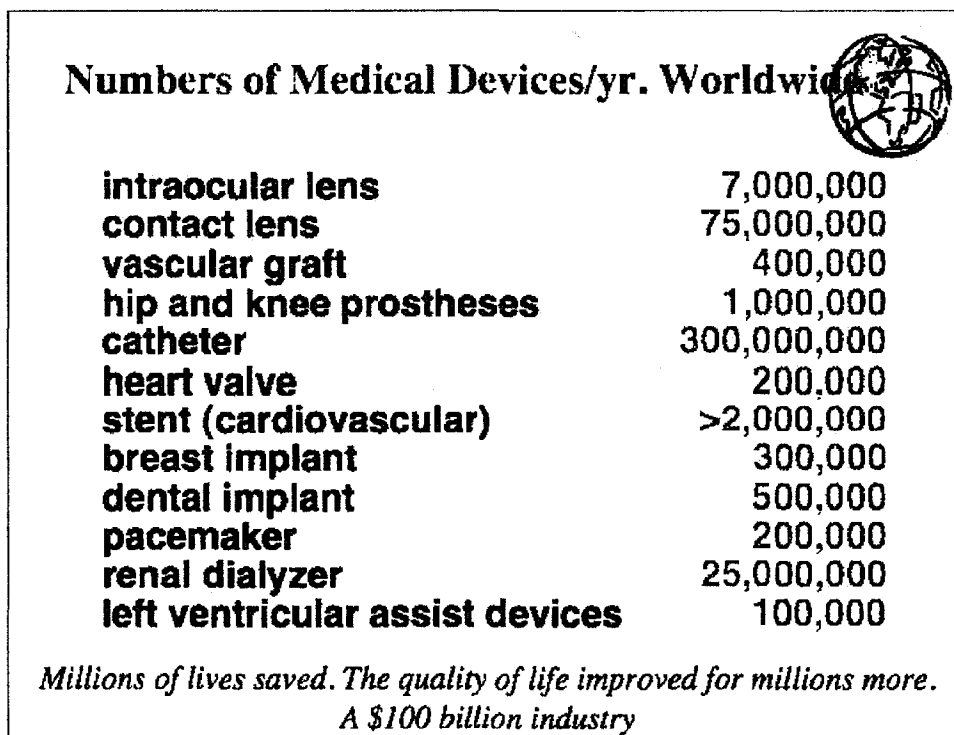 Numbers of Medical Devices/yr. Worldwide
intraocular lens 7,000,000
contact lens 75,000,000
vascular graft 400,000
hip and knee prostheses 1,000,000
catheter 300,000,000
heart valve 200,000
stent (cardiovascular) >2,000,000
breast implant 300,000
dental implant 500,000
pacemaker 200,000
renal dialyzer 25,000,000
left ventricular assist devices 100,000
Millions of lives saved. The quality of life improved for millions more.
A $100 billion industry